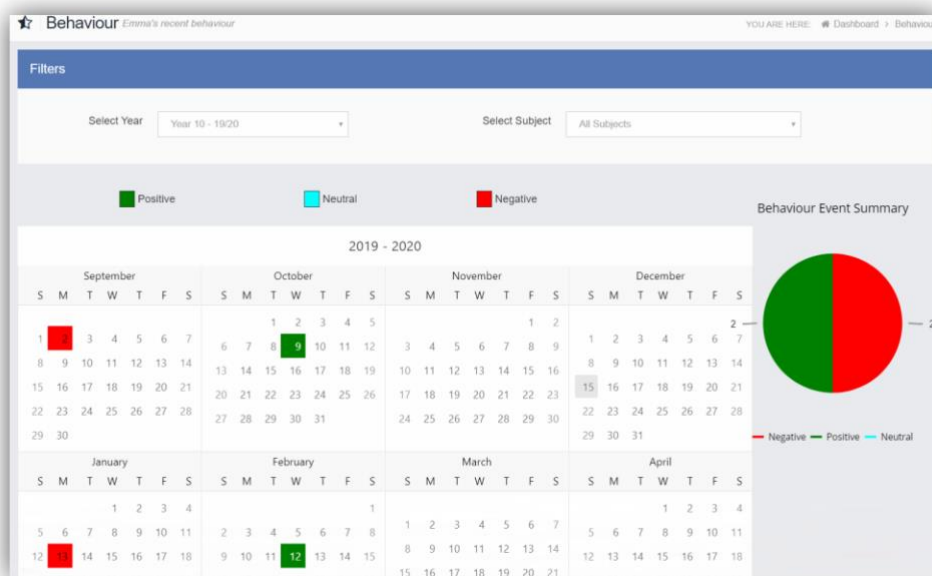 Behaviour Emma's recent behaviour
YOU ARE HERE: Dashboard > Behaviou
Filters
Select Year Year 10 - 19/20 Select Subject All Subjects
Positive Neutral Negative
Behaviour Event Summary
2019 - 2020
September October November December
S M T W T F S S M T W T F S S M T W T F S S M T W T F S
1 2 3 4 5 1 2
1 2 3 4 5 6 7 6 7 8 9 10 11 12 3 4 5 6 7 8 9 1 2 3 4 5 6 7
8 9 10 11 12 13 14 13 14 15 16 17 18 19 10 11 12 13 14 15 16 8 9 10 11 12 13 14
15 16 17 18 19 20 21 20 21 22 23 24 25 26 17 18 19 20 21 22 23 15 16 17 18 19 20 21
22 23 24 25 26 27 28 27 28 29 30 31 24 25 26 27 28 29 30 22 23 24 25 26 27 28
29 30 29 30 31
2 2
Negative Positive Neutral
January February March April
S M T W T F S S M T W T F S S M T W T F S S M T W T F S
1 2 3 4 1 1 2 3 4
5 6 7 8 9 10 11 2 3 4 5 6 7 8 1 2 3 4 5 6 7 5 6 7 8 9 10 11
12 13 14 15 16 17 18 9 10 11 12 13 14 15 8 9 10 11 12 13 14 12 13 14 15 16 17 18
15 16 17 18 19 20 21